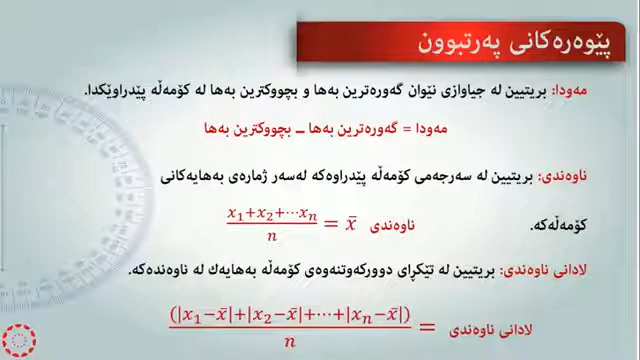 پێوەرەکانی پەرتبوون
مەودا: بریتیین لە جیاوازی نێوان گەورەترین بەها و بچووکترین بەها لە کۆمەڵە پێدراوێکدا.
مەودا = گەورەترین بەها – بچووکترین بەها
ناوەندی: بریتیین لە سەرجەمی کۆمەڵە پێدراوەکە لەسەر ژمارەی بەهایەکانی
کۆمەڵەکە. ناوەندی x̄ = (x₁+x₂+⋯xₙ)/n
لادانی ناوەندی: بریتیین لە تێکڕای دوورکەوتنەوەی کۆمەڵە بەهایەك لە ناوەندەکە.
لادانی ناوەندی = (|x₁−x̄|+|x₂−x̄|+⋯+|xₙ−x̄|)/n